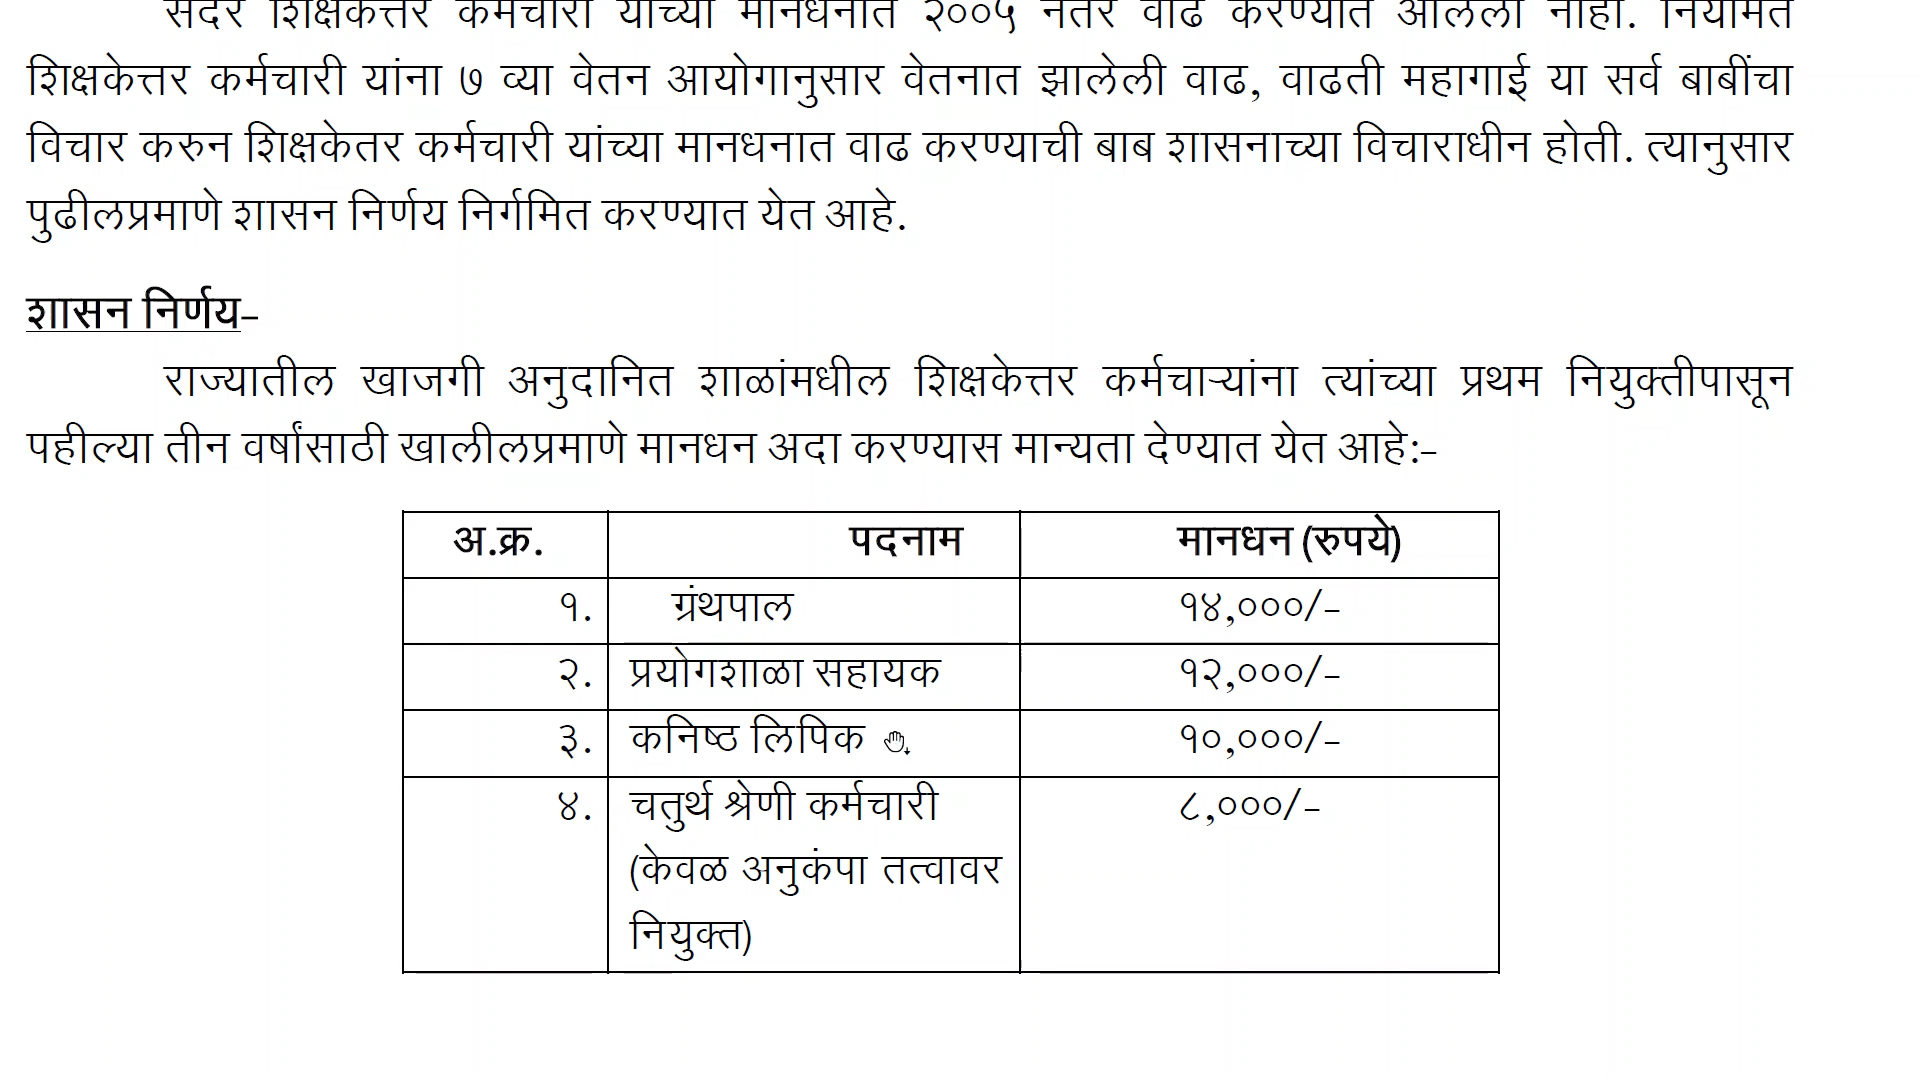 सदर शिक्षकेत्तर कर्मचारी यांच्या मानधनात २००५ नंतर वाढ करण्यात आलेली नाही. नियमित
शिक्षकेत्तर कर्मचारी यांना ७ व्या वेतन आयोगानुसार वेतनात झालेली वाढ, वाढती महागाई या सर्व बाबींचा
विचार करुन शिक्षकेतर कर्मचारी यांच्या मानधनात वाढ करण्याची बाब शासनाच्या विचाराधीन होती. त्यानुसार
पुढीलप्रमाणे शासन निर्णय निर्गमित करण्यात येत आहे.
शासन निर्णय-
राज्यातील खाजगी अनुदानित शाळांमधील शिक्षकेत्तर कर्मचाऱ्यांना त्यांच्या प्रथम नियुक्तीपासून
पहील्या तीन वर्षांसाठी खालीलप्रमाणे मानधन अदा करण्यास मान्यता देण्यात येत आहे:-
अ.क्र. पदनाम मानधन (रुपये)
१. ग्रंथपाल १४,०००/-
२. प्रयोगशाळा सहायक १२,०००/-
३. कनिष्ठ लिपिक १०,०००/-
४. चतुर्थ श्रेणी कर्मचारी ८,०००/-
(केवळ अनुकंपा तत्वावर
नियुक्त)